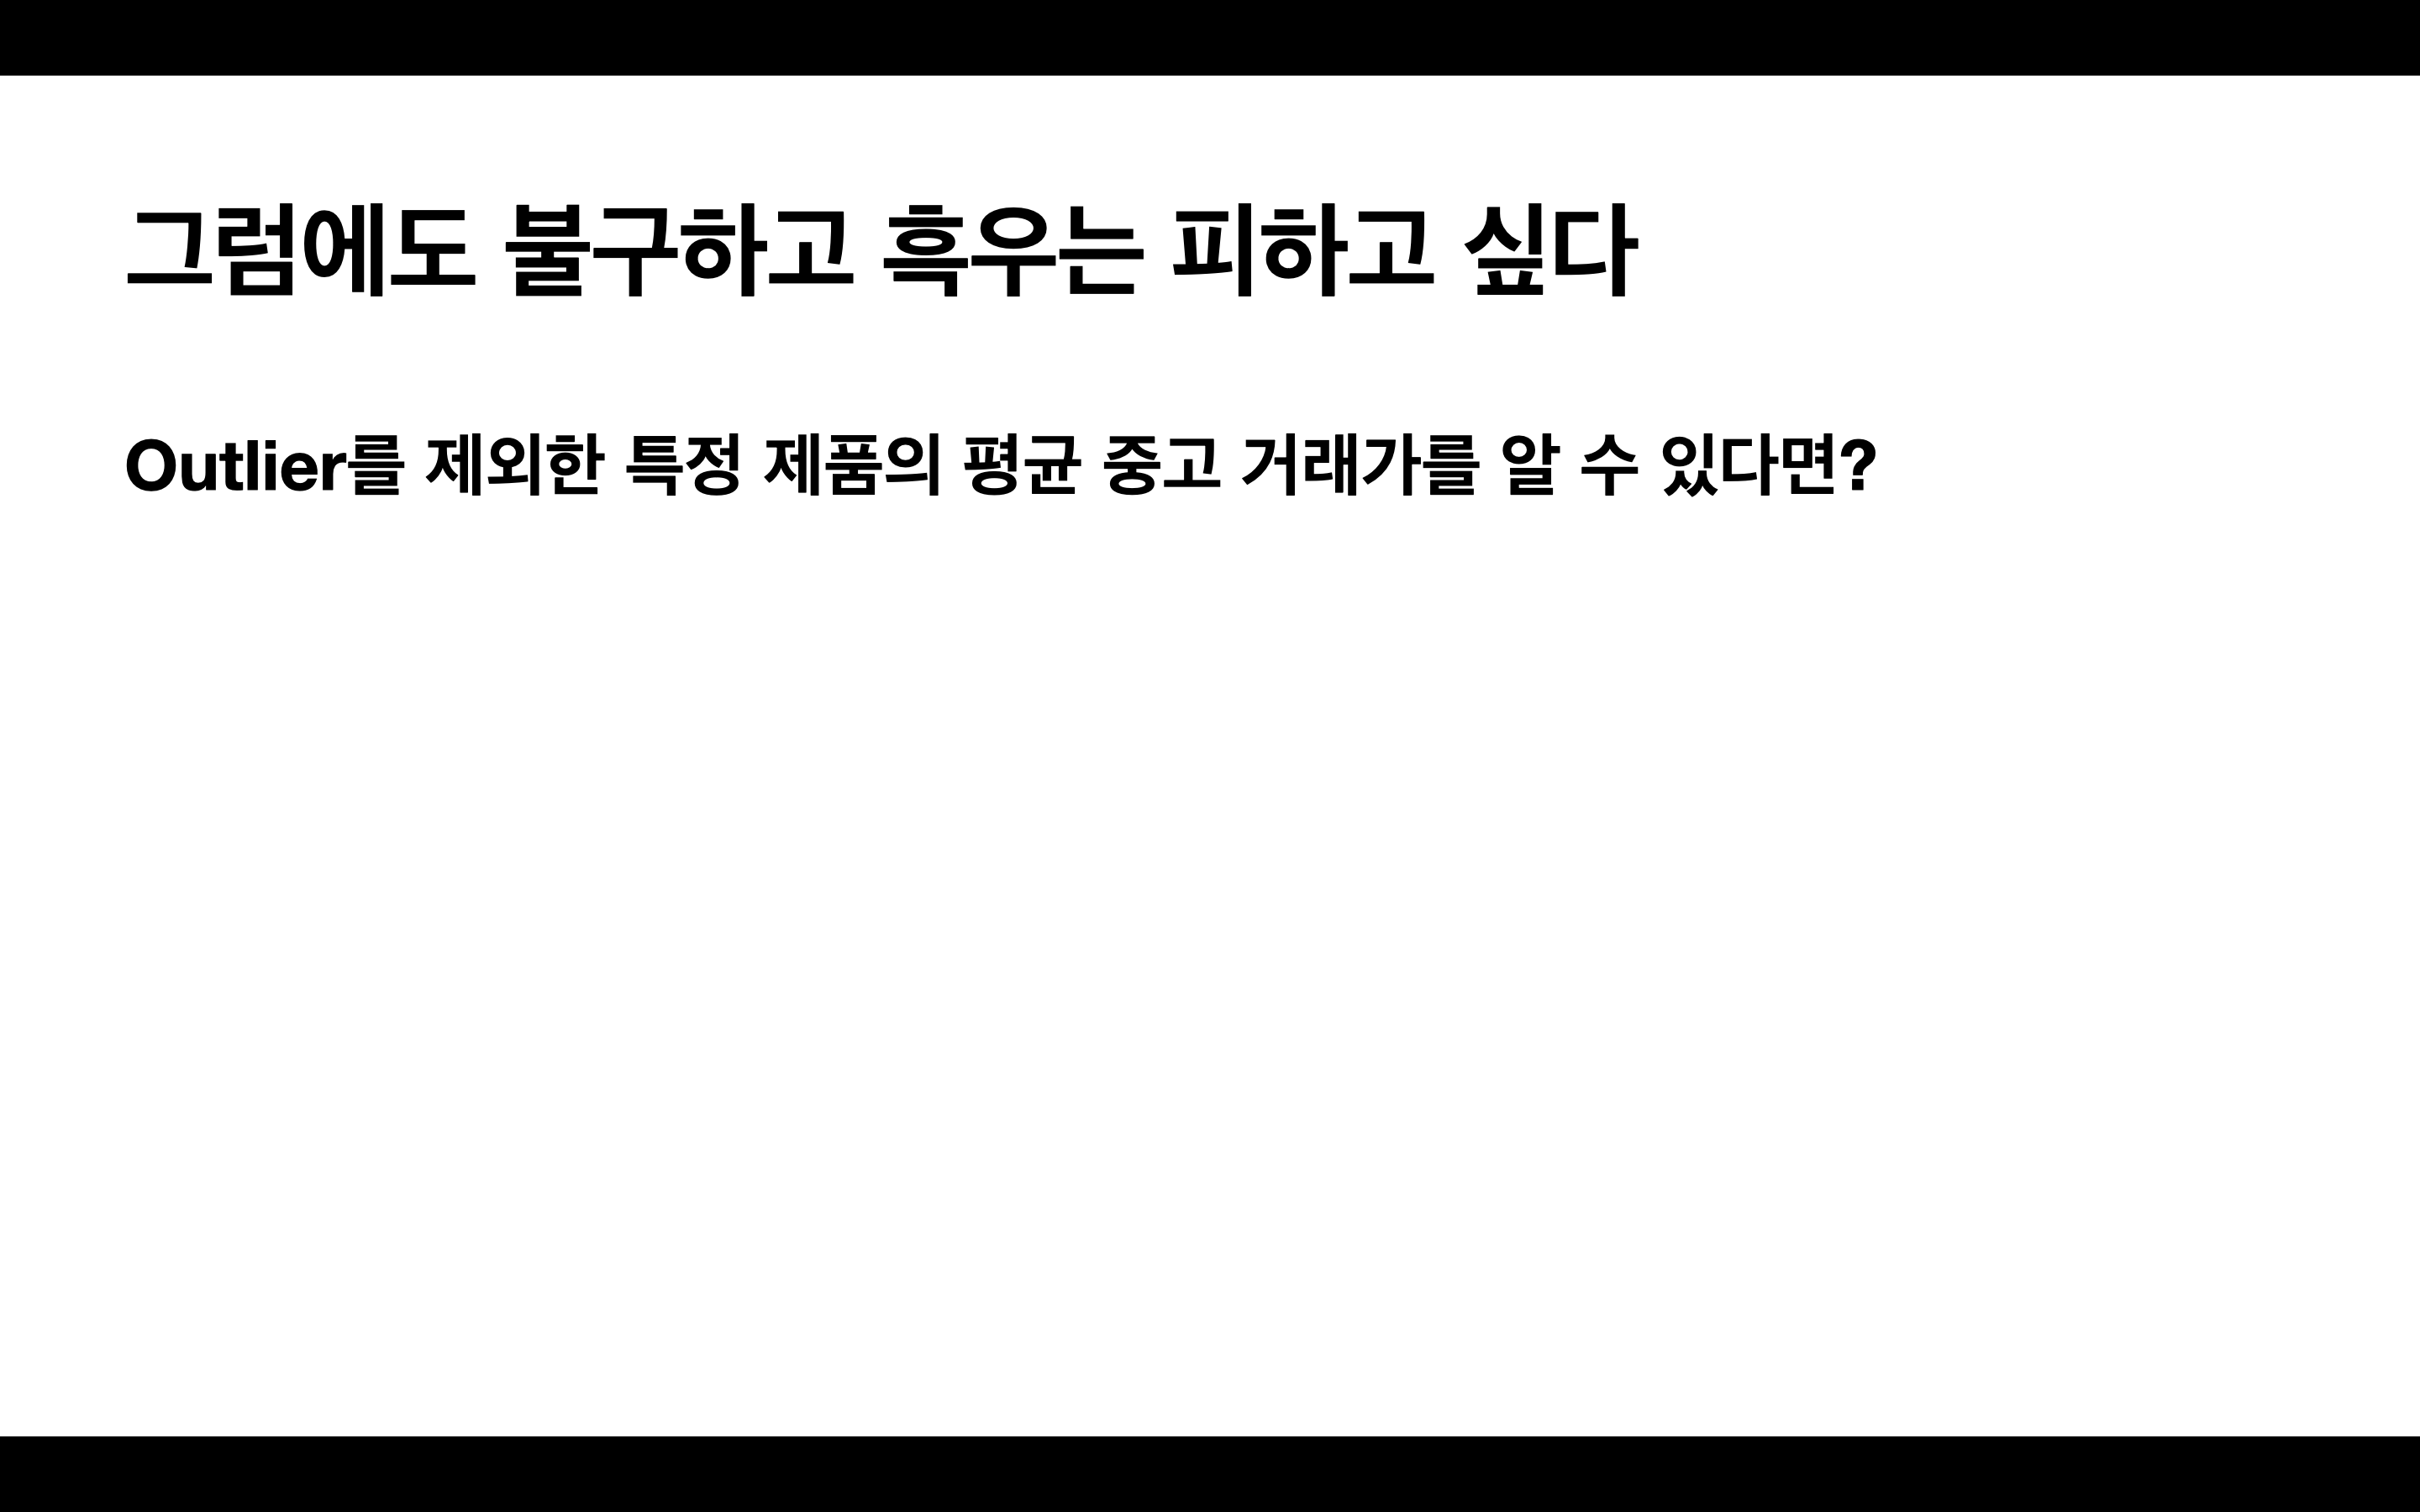 그럼에도 불구하고 흑우는 피하고 싶다
Outlier를 제외한 특정 제품의 평균 중고 거래가를 알 수 있다면?